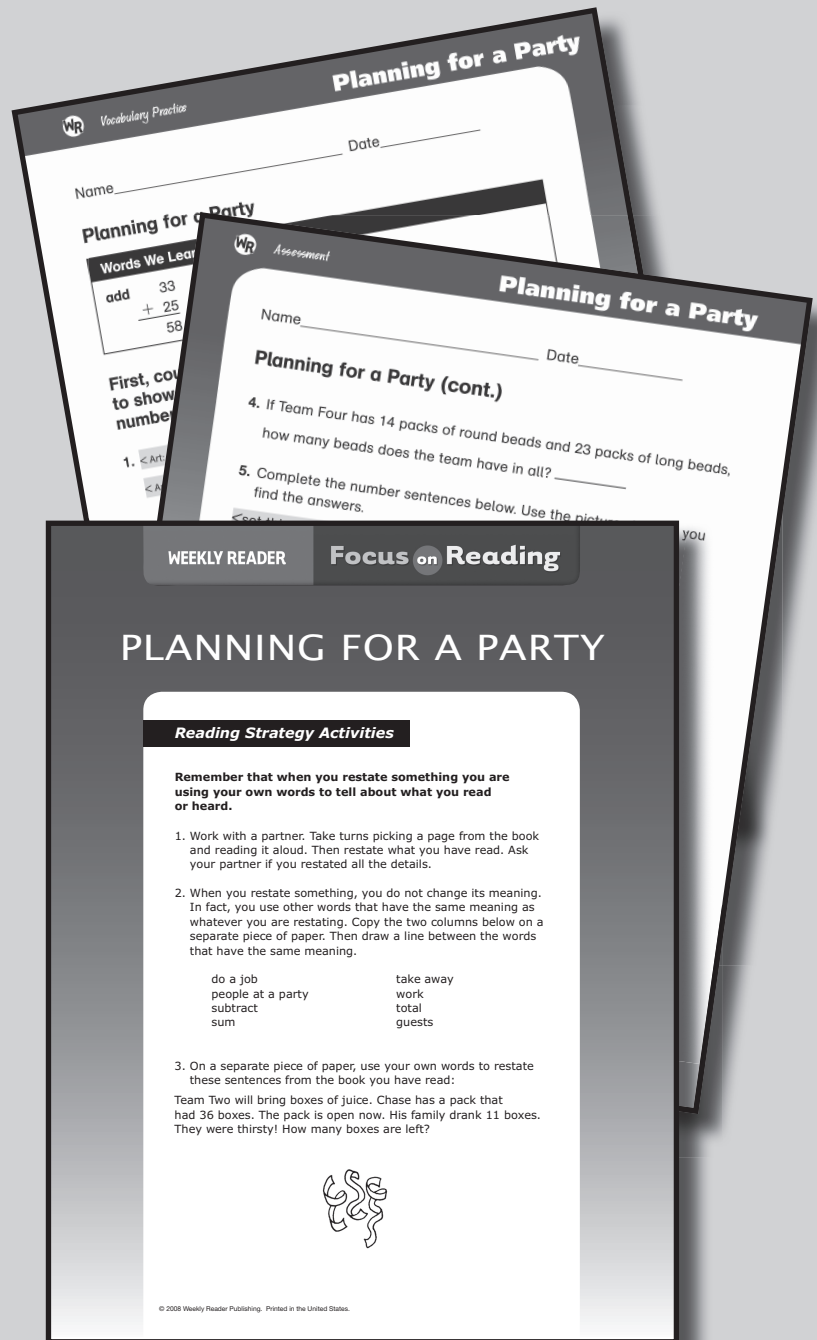 Planning for a Party
WR Vocabulary Practice
Name Date
Planning for a Party
Words We
add 33
+ 25
58
First,
to show
1. < Art:
Planning for a Party
WR Assessment
Name Date
Planning for a Party (cont.)
4. If Team Four has 14 packs of round beads and 23 packs of long beads,
how many beads does the team have in all?
5. Complete the number sentences below. Use the you
find the answers.
WEEKLY READER Focus on Reading
PLANNING FOR A PARTY
Reading Strategy Activities
Remember that when you restate something you are
using your own words to tell about what you read
or heard.
1. Work with a partner. Take turns picking a page from the book
and reading it aloud. Then restate what you have read. Ask
your partner if you restated all the details.
2. When you restate something, you do not change its meaning.
In fact, you use other words that have the same meaning as
whatever you are restating. Copy the two columns below on a
separate piece of paper. Then draw a line between the words
that have the same meaning.
do a job take away
people at a party work
subtract total
sum guests
3. On a separate piece of paper, use your own words to restate
these sentences from the book you have read:
Team Two will bring boxes of juice. Chase has a pack that
had 36 boxes. The pack is open now. His family drank 11 boxes.
They were thirsty! How many boxes are left?
© 2008 Weekly Reader Publishing. Printed in the United States.